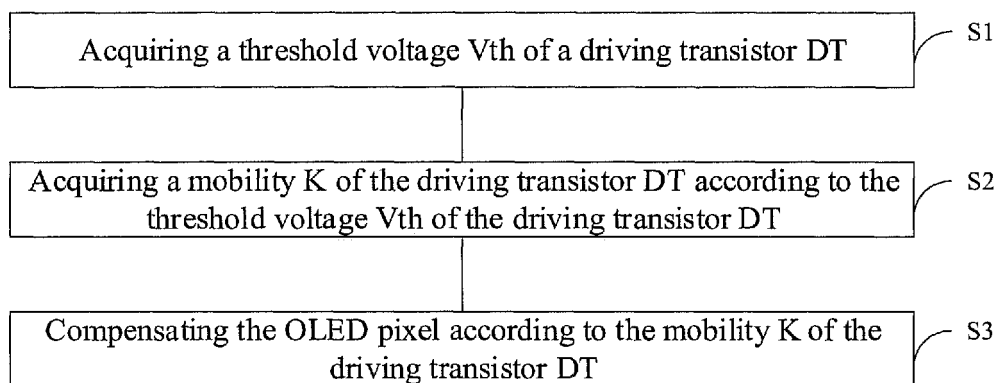 Acquiring a threshold voltage Vth of a driving transistor DT
S1
Acquiring a mobility K of the driving transistor DT according to the
threshold voltage Vth of the driving transistor DT
S2
Compensating the OLED pixel according to the mobility K of the
driving transistor DT
S3